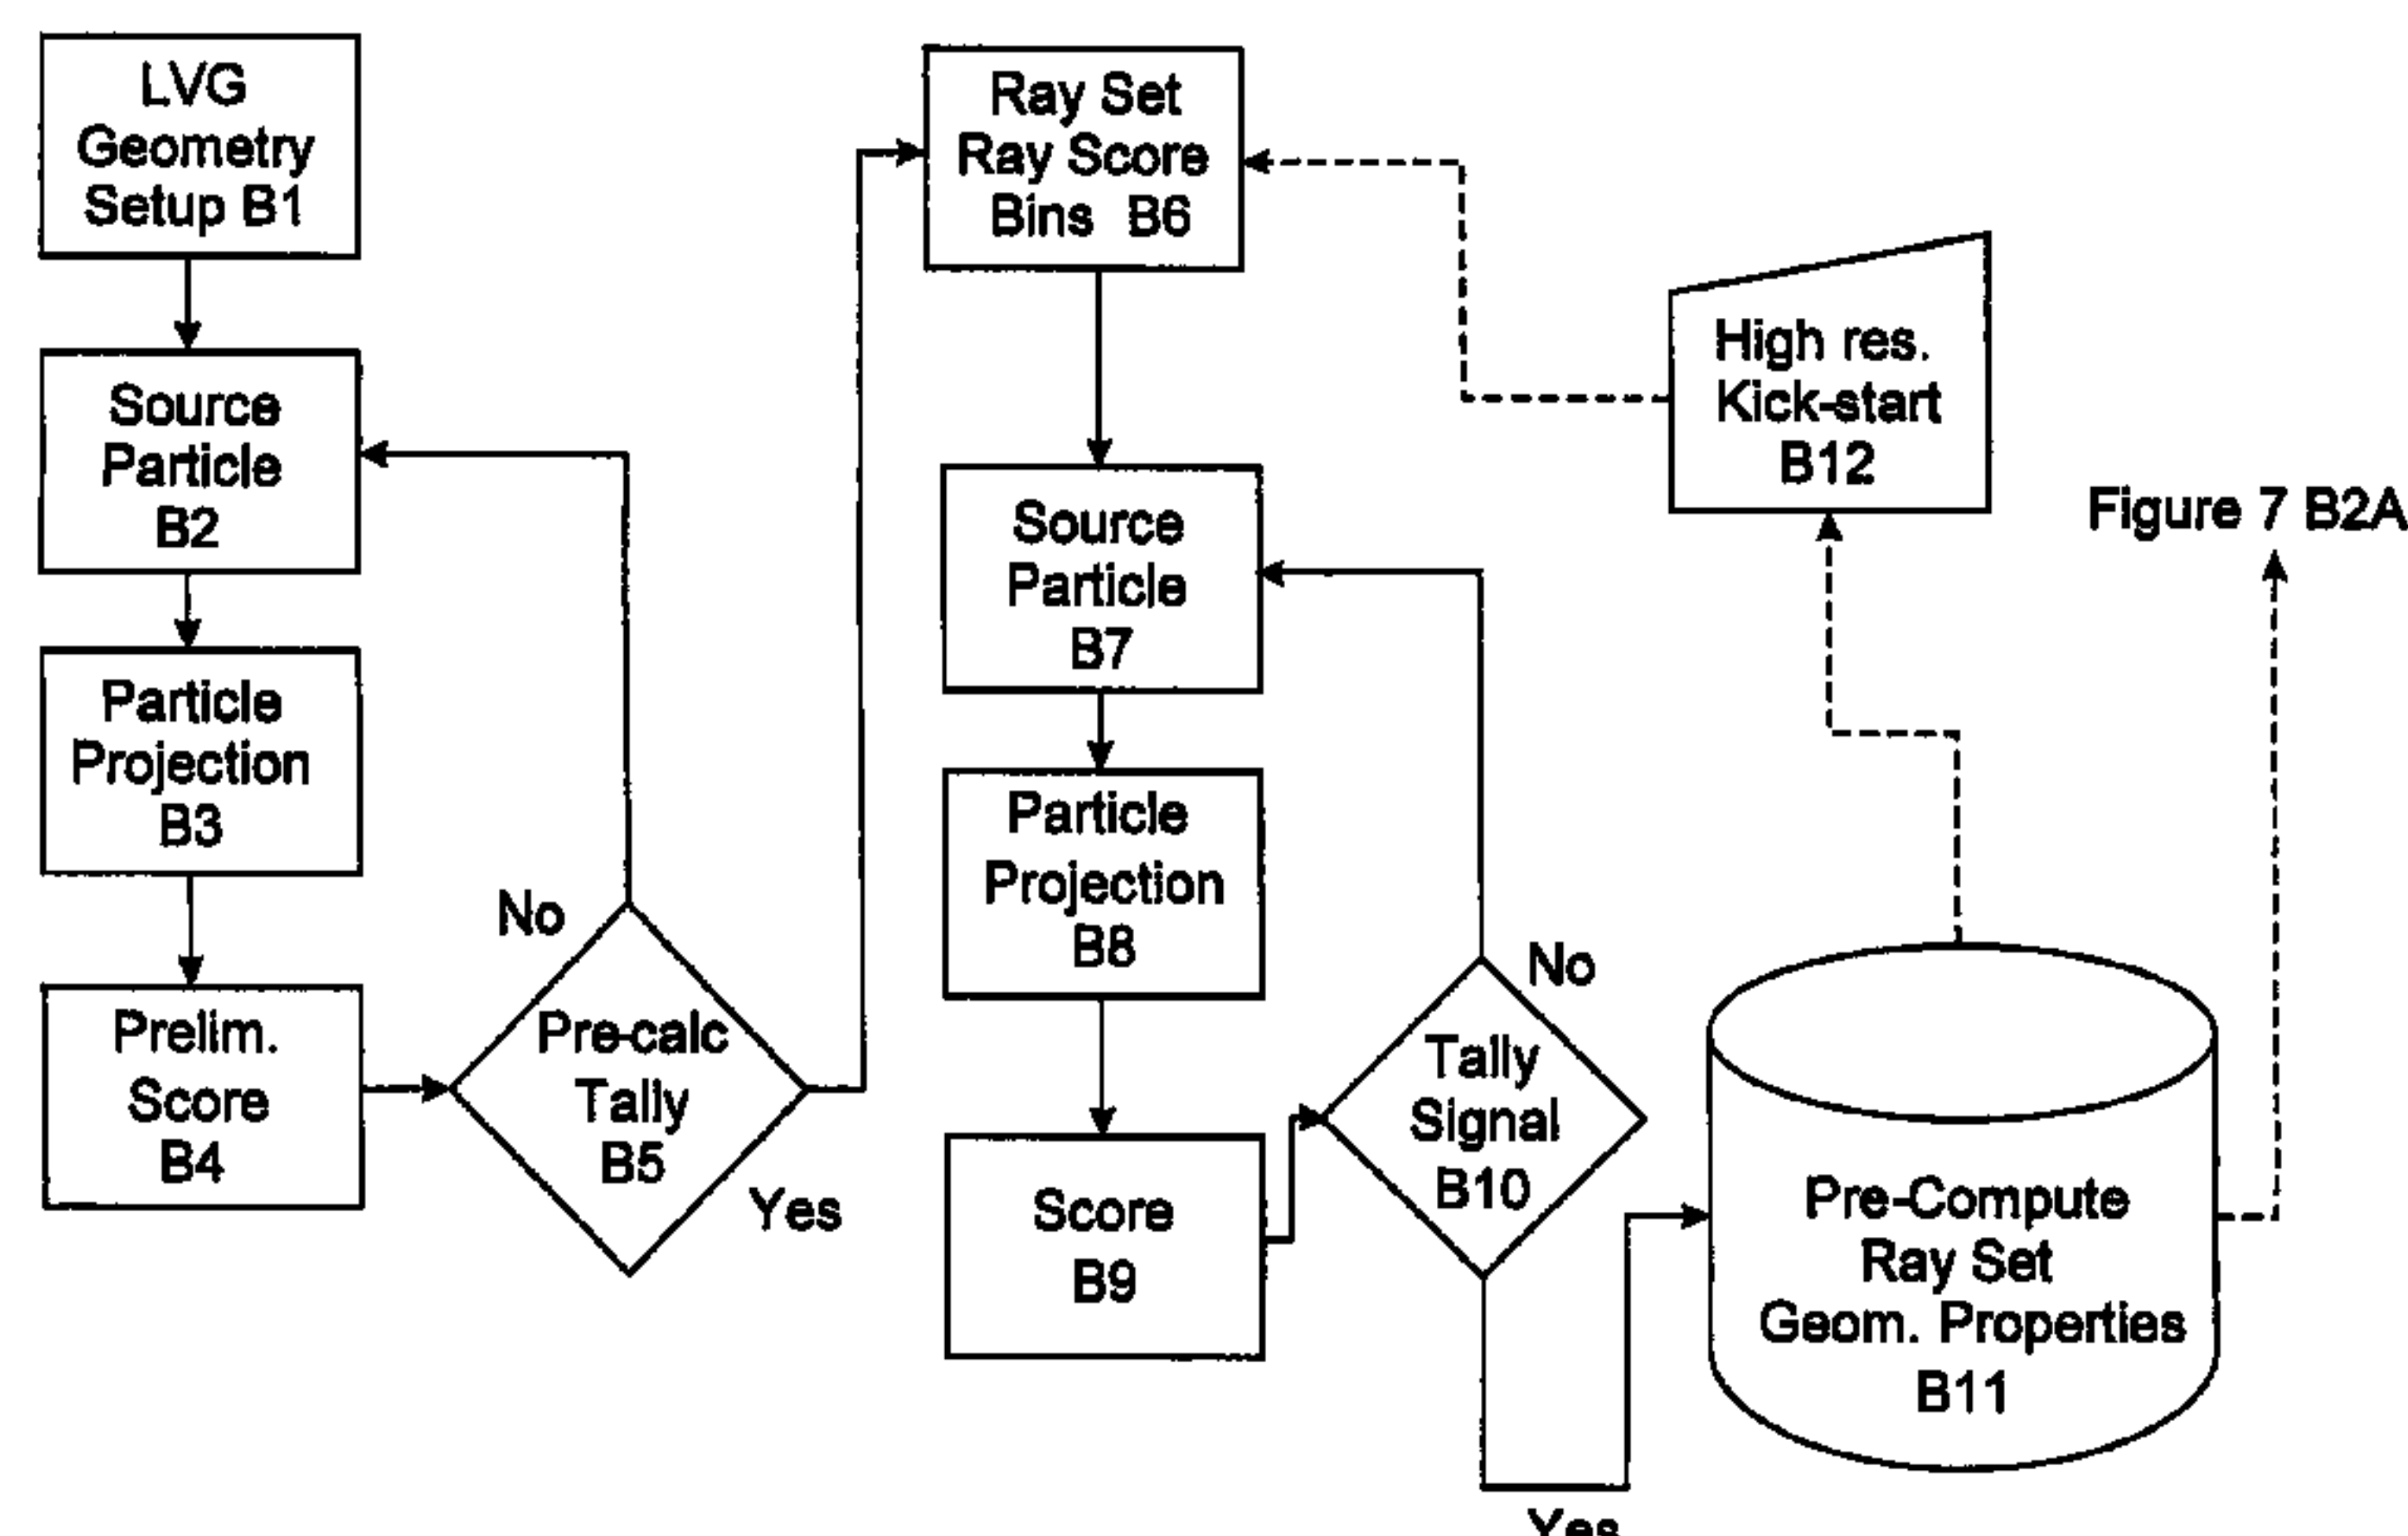 LVG
Geometry
Setup B1
Source
Particle
B2
Particle
Projection
B3
Prelim.
Score
B4
No
Pre-calc
Tally
B5
Yes
Ray Set
Ray Score
Bins B6
Source
Particle
B7
Particle
Projection
B8
Score
B9
No
Tally
Signal
B10
Yes
High res.
Kick-start
B12
Figure 7 B2A
Pre-Compute
Ray Set
Geom. Properties
B11